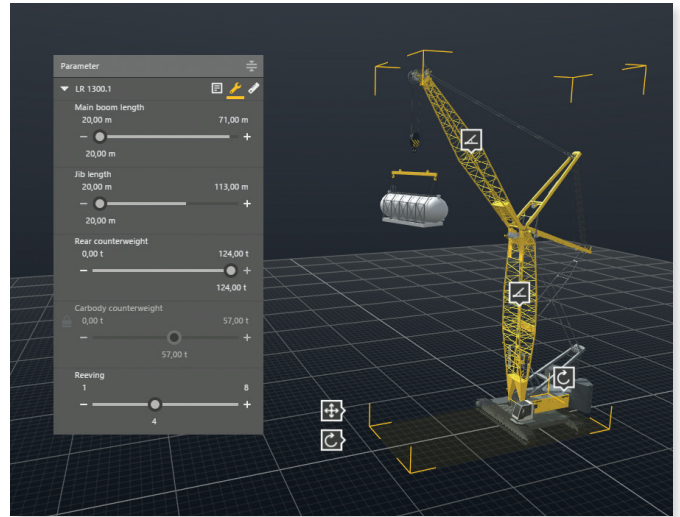 Parameter
LR 1300.1
Main boom length
20,00 m 71,00 m
20,00 m
Jib length
20,00 m 113,00 m
20,00 m
Rear counterweight
0,00 t 124,00 t
124,00 t
Carbody counterweight
0,00 t 57,00 t
57,00 t
Reeving
1 8
4